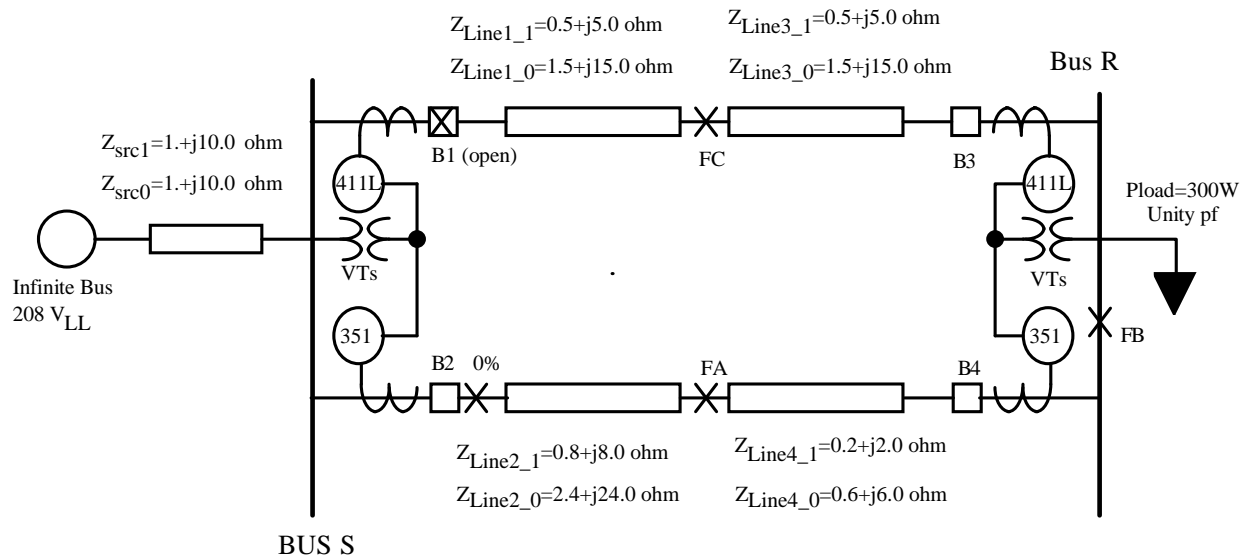 Z_Line1_1=0.5+j5.0 ohm
Z_Line3_1=0.5+j5.0 ohm
Z_Line1_0=1.5+j15.0 ohm
Z_Line3_0=1.5+j15.0 ohm
Bus R
Z_src1=1.+j10.0 ohm
Z_src0=1.+j10.0 ohm
B1 (open)
FC
B3
411L
411L
Pload=300W
Unity pf
VTs
VTs
Infinite Bus
208 V_LL
351
351
FB
B2
0%
FA
B4
Z_Line2_1=0.8+j8.0 ohm
Z_Line4_1=0.2+j2.0 ohm
Z_Line2_0=2.4+j24.0 ohm
Z_Line4_0=0.6+j6.0 ohm
BUS S